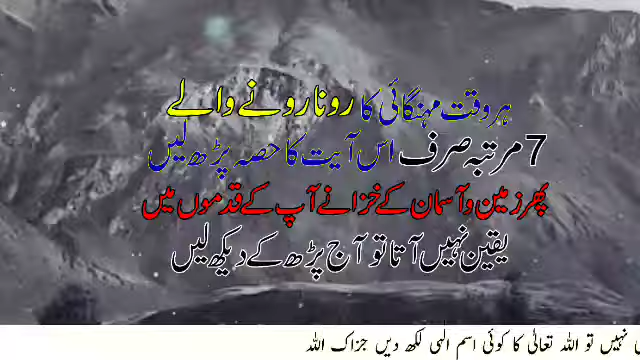 ہر وقت مہنگائی کا رونا رونے والے
7 مرتبہ صرف اس آیت کا حصہ پڑھ لیں
پھر زمین و آسمان کے خزانے آپ کے قدموں میں
یقین نہیں آتا تو آج پڑھ کے دیکھ لیں
نہیں تو اللہ تعالیٰ کا کوئی اسم الہی لکھ دیں جزاک اللہ